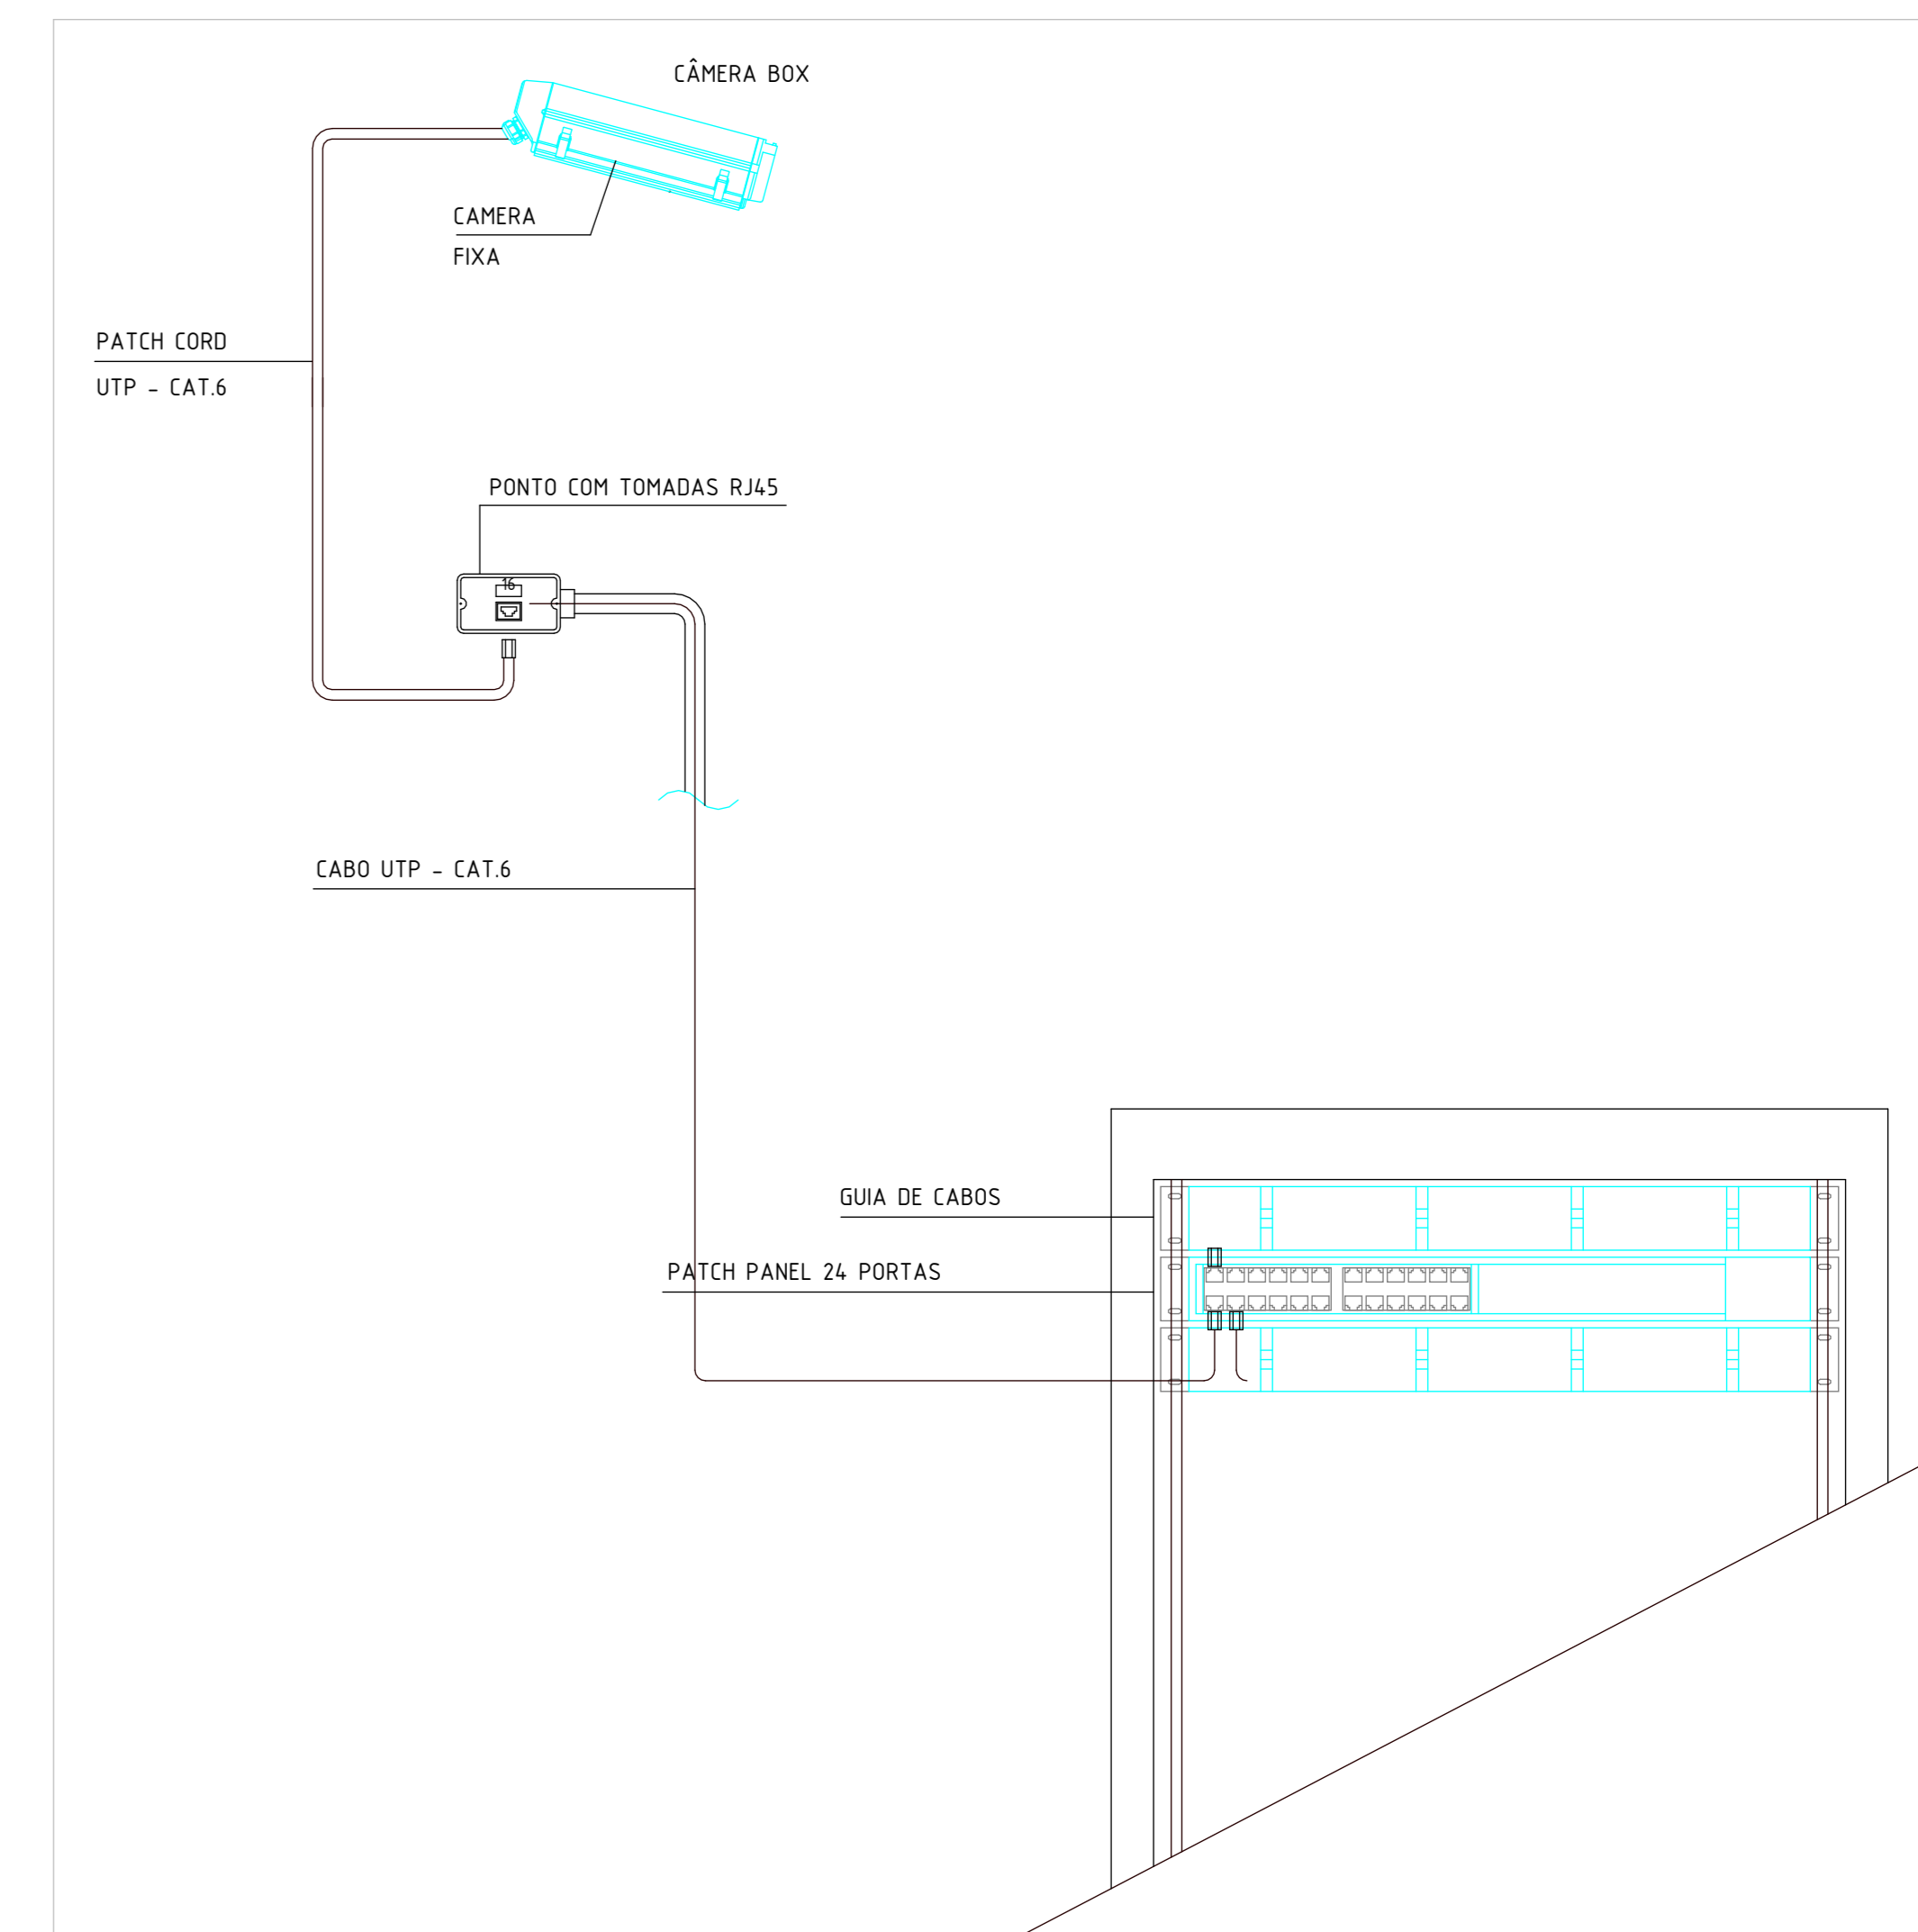 CÂMERA BOX
CAMERA
FIXA
PATCH CORD
UTP - CAT.6
PONTO COM TOMADAS RJ45
16
CABO UTP - CAT.6
GUIA DE CABOS
PATCH PANEL 24 PORTAS